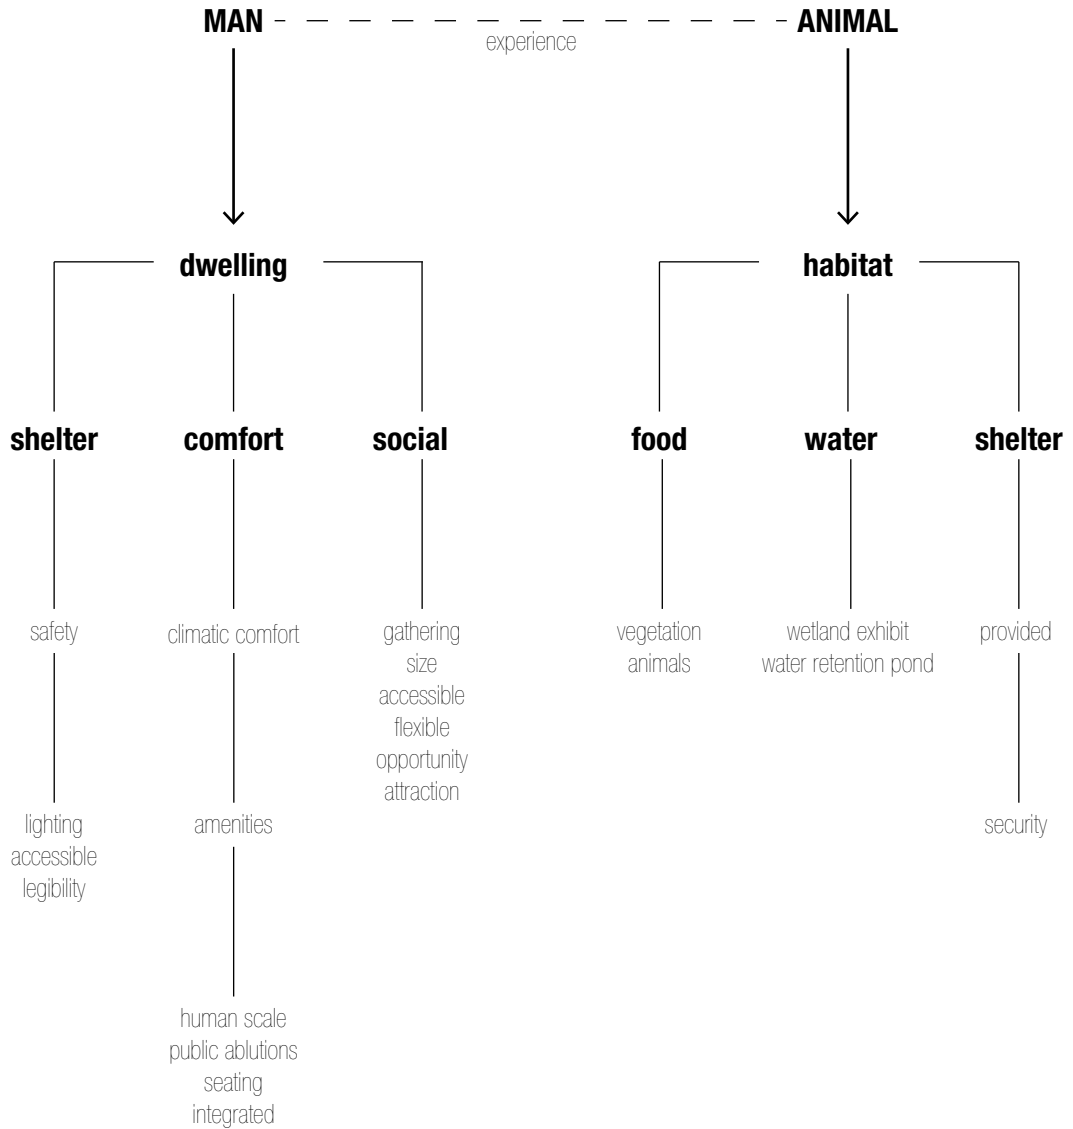 MAN
ANIMAL
experience
dwelling
habitat
shelter
comfort
social
food
water
shelter
safety
climatic comfort
gathering
size
accessible
flexible
opportunity
attraction
vegetation
animals
wetland exhibit
water retention pond
provided
lighting
accessible
legibility
amenities
security
human scale
public ablutions
seating
integrated